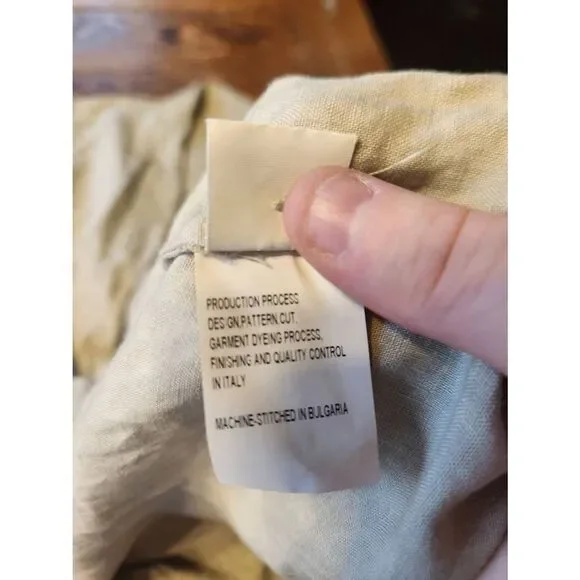 PRODUCTION PROCESS
DESIGN,PATTERN,CUT,
GARMENT DYEING PROCESS,
FINISHING AND QUALITY CONTROL
IN ITALY
MACHINE-STITCHED IN BULGARIA